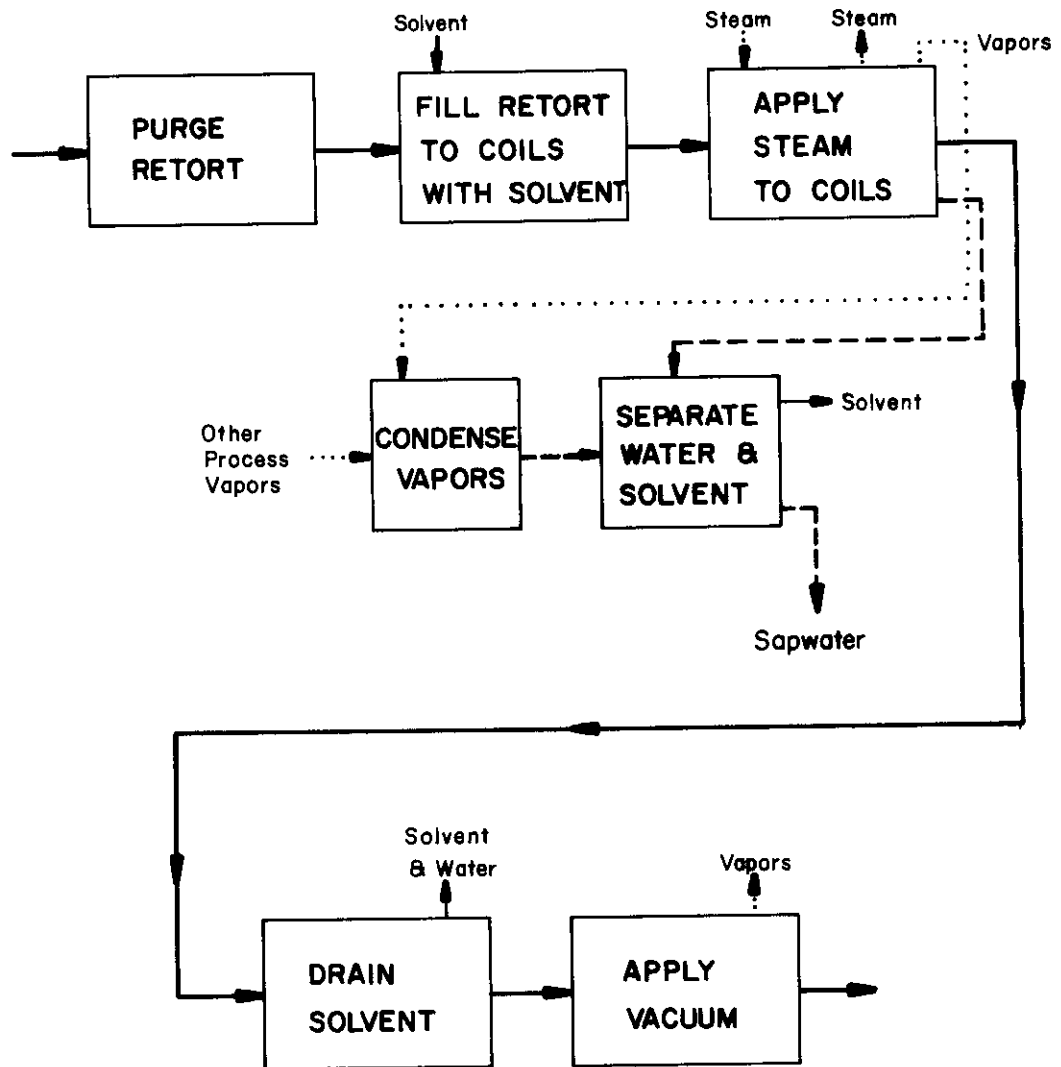 Solvent
Steam
Steam
Vapors
PURGE
RETORT
FILL RETORT
TO COILS
WITH SOLVENT
APPLY
STEAM
TO COILS
Other
Process
Vapors
CONDENSE
VAPORS
SEPARATE
WATER &
SOLVENT
Solvent
Sapwater
Solvent
& Water
Vapors
DRAIN
SOLVENT
APPLY
VACUUM